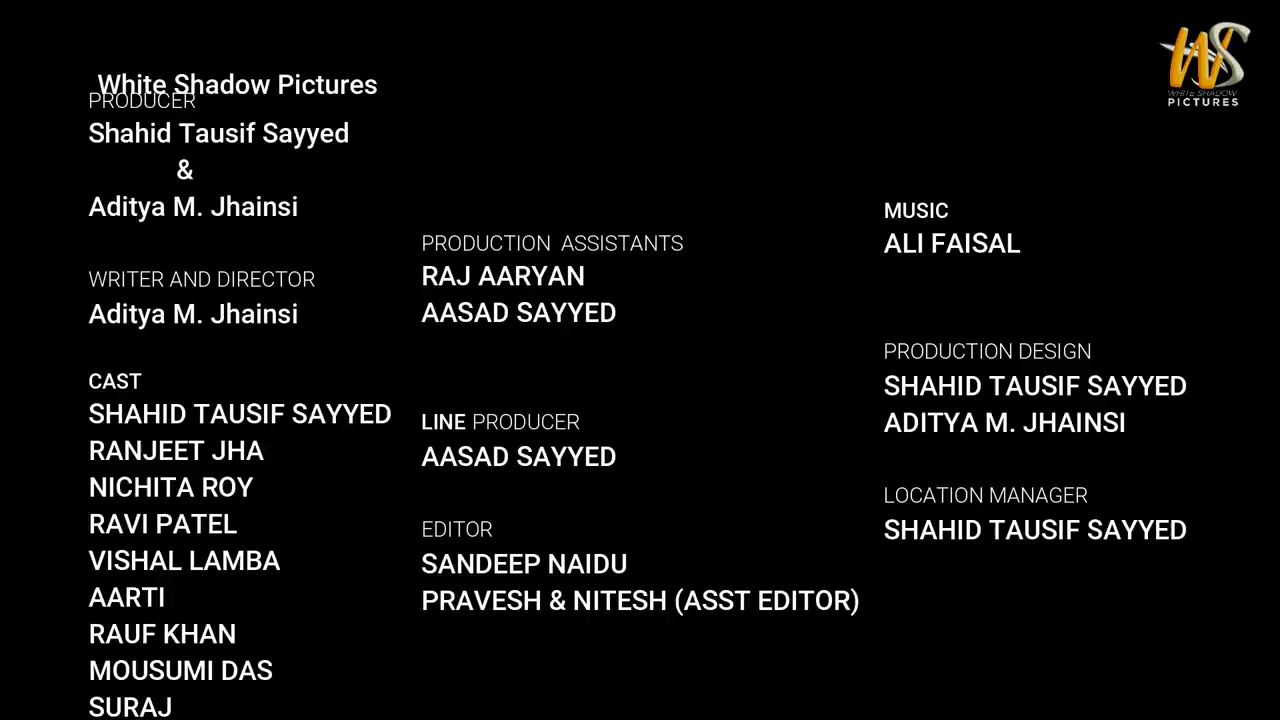 White Shadow Pictures
PRODUCER
Shahid Tausif Sayyed
&
Aditya M. Jhainsi
WRITER AND DIRECTOR
Aditya M. Jhainsi
CAST
SHAHID TAUSIF SAYYED
RANJEET JHA
NICHITA ROY
RAVI PATEL
VISHAL LAMBA
AARTI
RAUF KHAN
MOUSUMI DAS
SURAJ
PRODUCTION ASSISTANTS
RAJ AARYAN
AASAD SAYYED
LINE PRODUCER
AASAD SAYYED
EDITOR
SANDEEP NAIDU
PRAVESH & NITESH (ASST EDITOR)
WS
WHITE SHADOW
PICTURES
MUSIC
ALI FAISAL
PRODUCTION DESIGN
SHAHID TAUSIF SAYYED
ADITYA M. JHAINSI
LOCATION MANAGER
SHAHID TAUSIF SAYYED